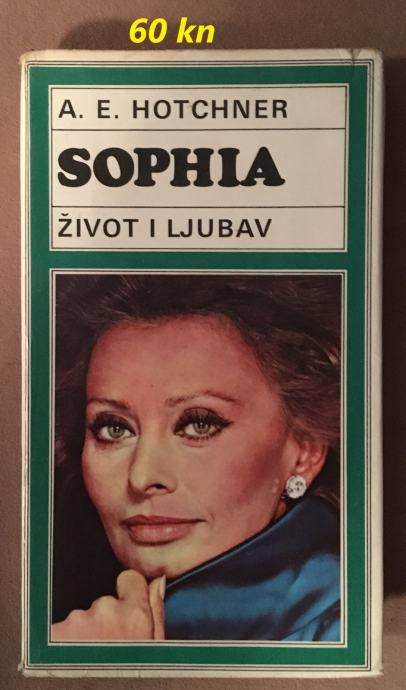 60 kn
A. E. HOTCHNER
SOPHIA
ŽIVOT I LJUBAV